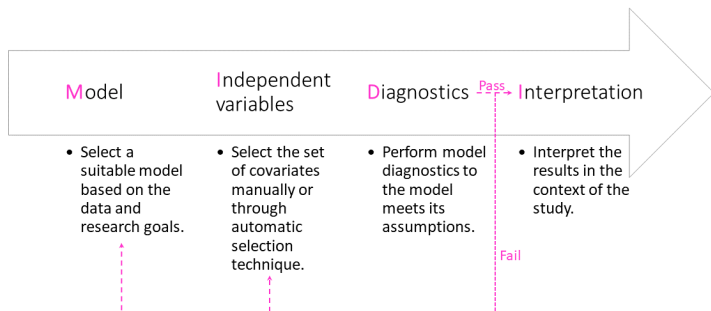 Model
Independent
variables
Diagnostics
Pass
Interpretation
• Select a
suitable model
based on the
data and
research goals.
• Select the set
of covariates
manually or
through
automatic
selection
technique.
• Perform model
diagnostics to
the model
meets its
assumptions.
• Interpret the
results in the
context of the
study.
Fail